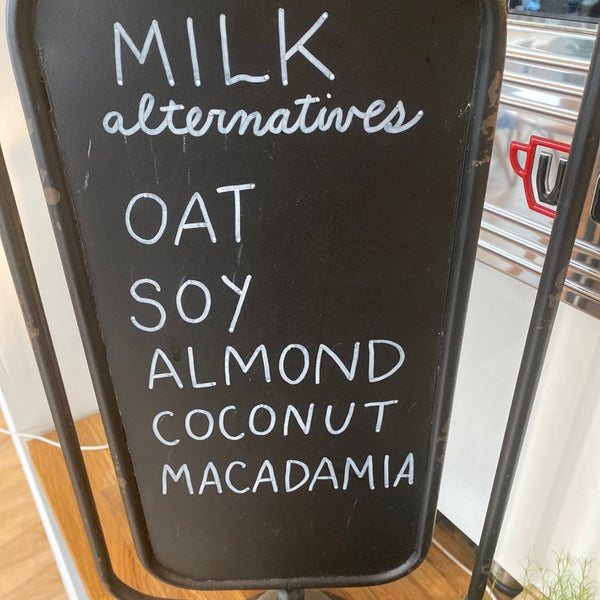 MILK
alternatives
OAT
SOY
ALMOND
COCONUT
MACADAMIA